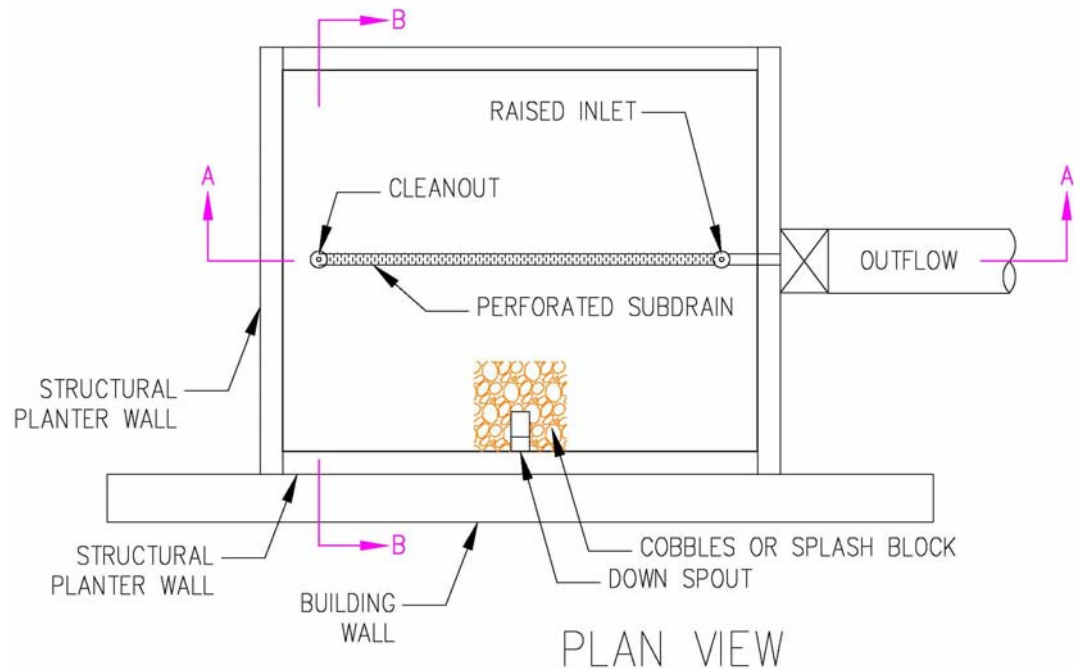 B
RAISED INLET
A
A
CLEANOUT
OUTFLOW
PERFORATED SUBDRAIN
STRUCTURAL
PLANTER WALL
B
STRUCTURAL
PLANTER WALL
COBBLES OR SPLASH BLOCK
DOWN SPOUT
BUILDING
WALL
PLAN VIEW